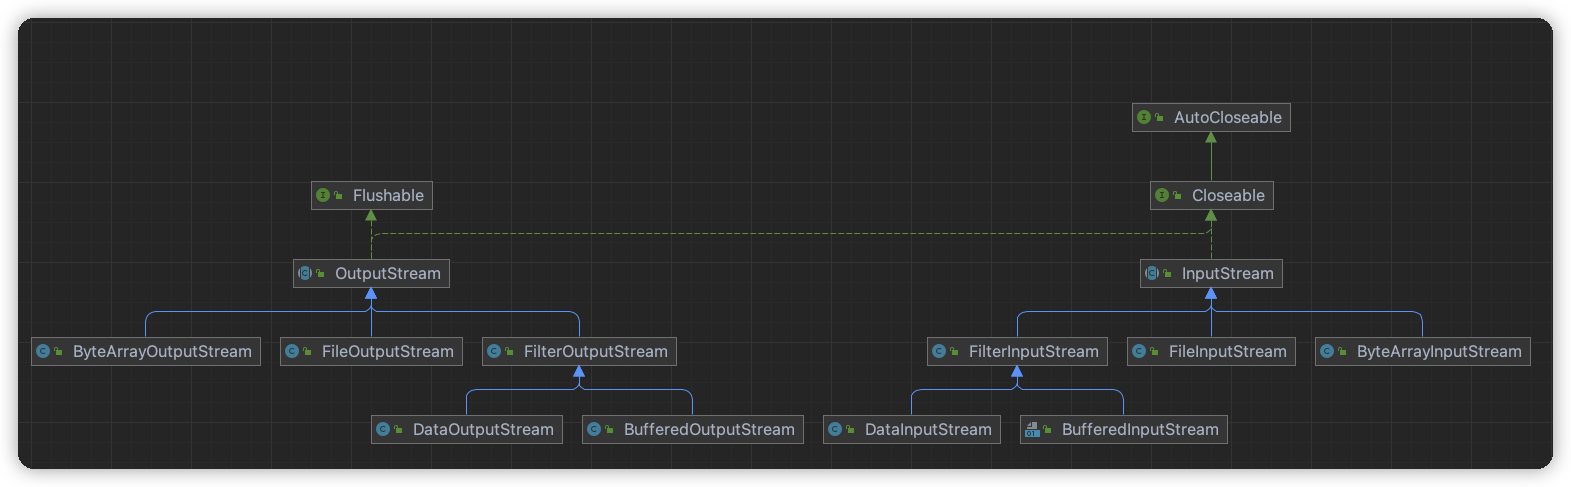 AutoCloseable
Flushable
Closeable
OutputStream
InputStream
ByteArrayOutputStream
FileOutputStream
FilterOutputStream
FilterInputStream
FileInputStream
ByteArrayInputStream
DataOutputStream
BufferedOutputStream
DataInputStream
BufferedInputStream